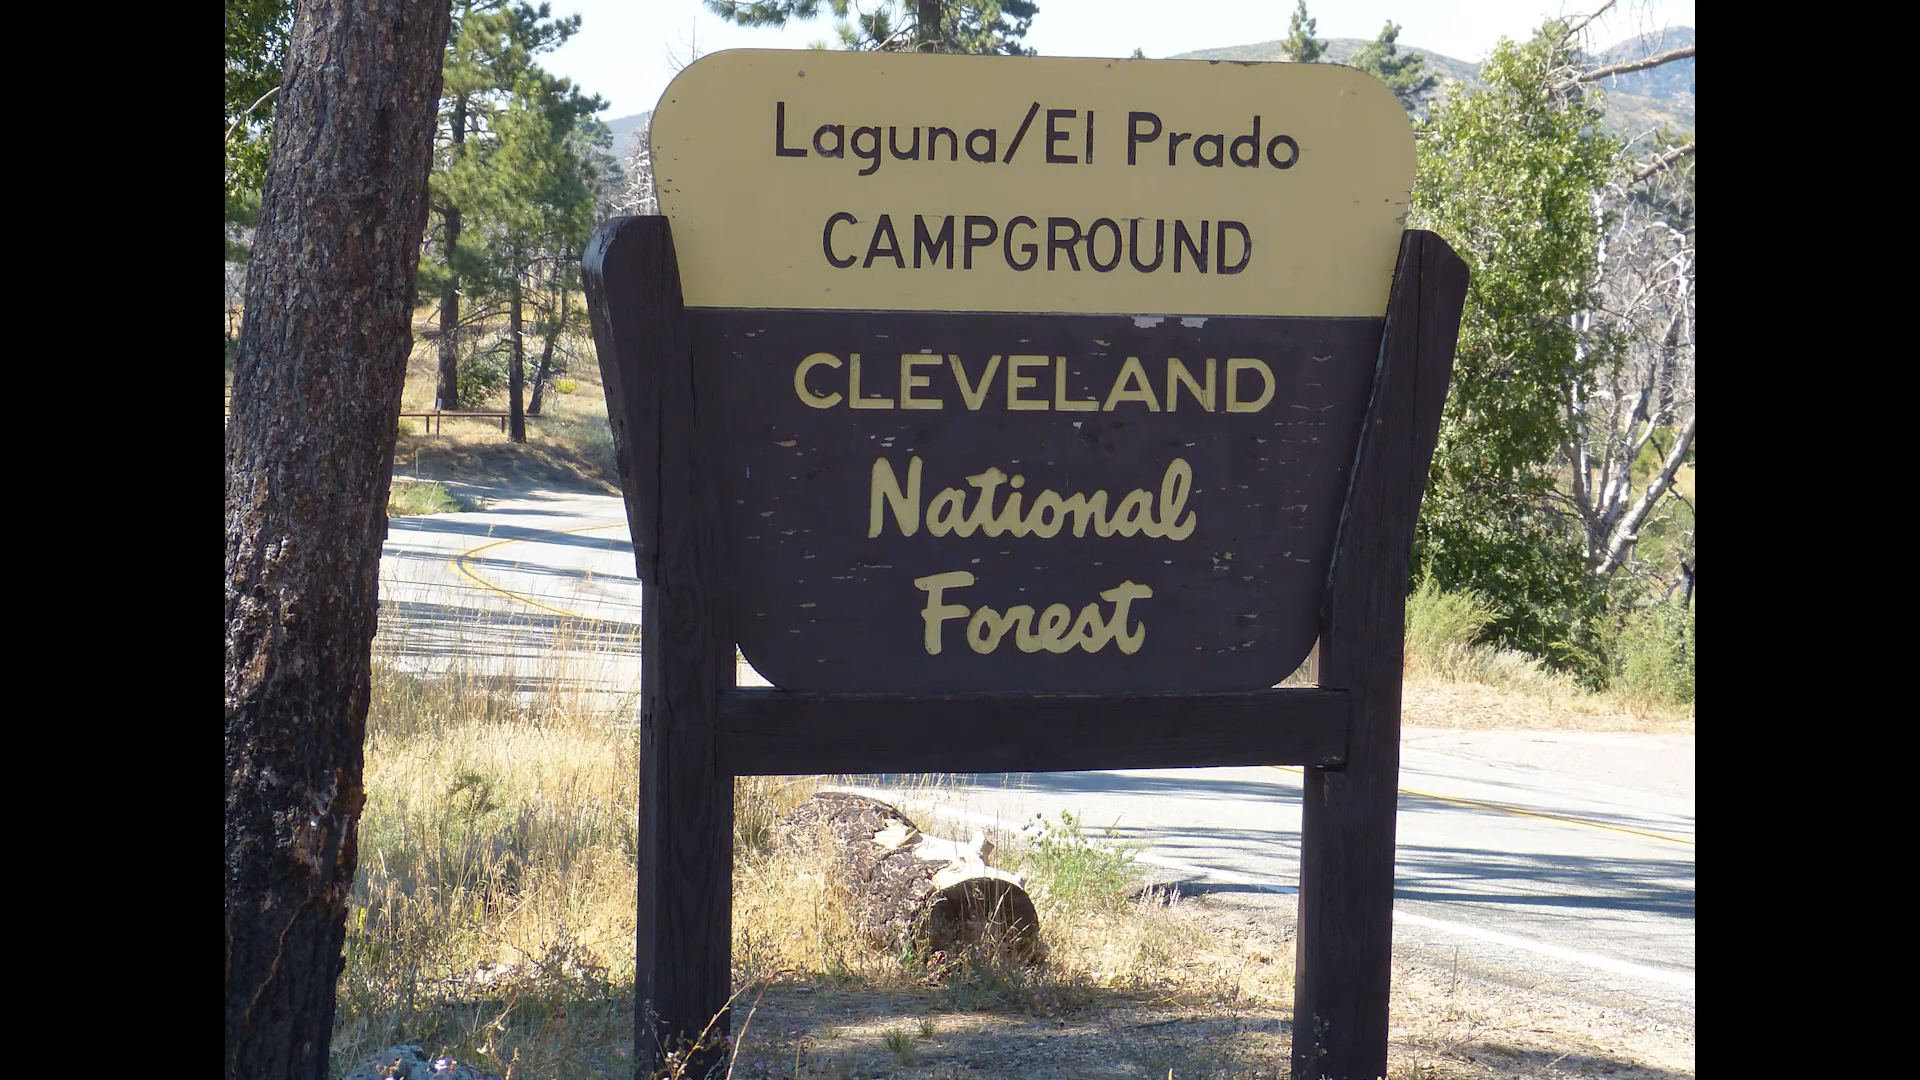 Laguna/El Prado
CAMPGROUND
CLEVELAND
National
Forest